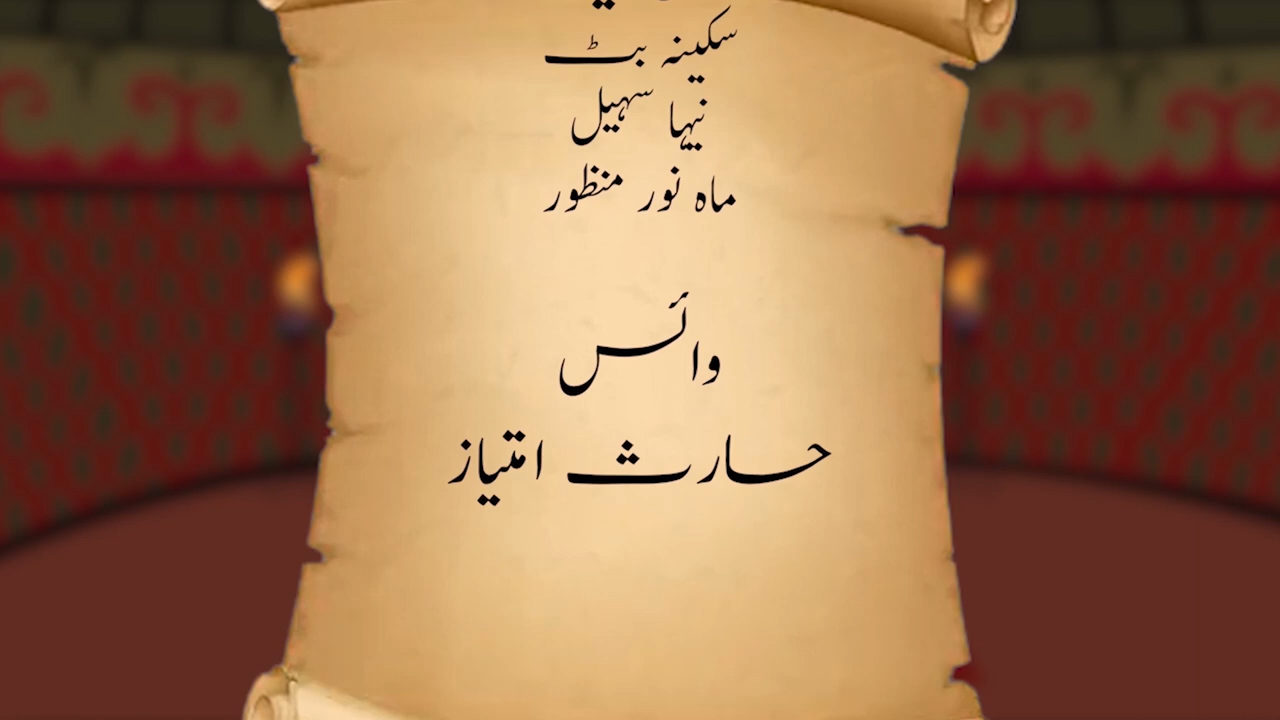 سکینہ بٹ
نیہا سہیل
ماہ نور منظور
وائس
حارث امتیاز